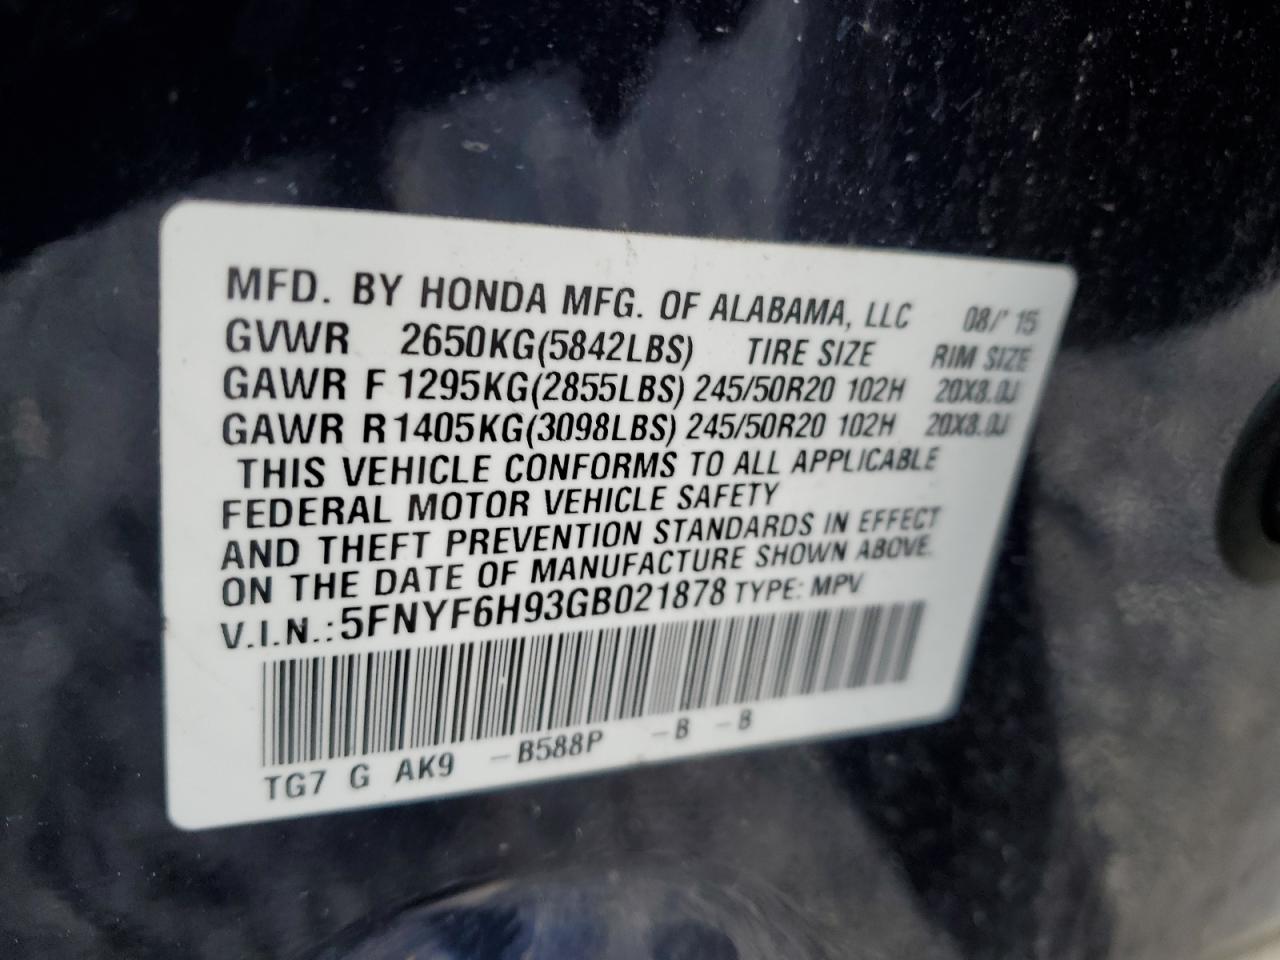 MFD. BY HONDA MFG. OF ALABAMA, LLC 08/'15
GVWR 2650KG(5842LBS) TIRE SIZE RIM SIZE
GAWR F 1295KG(2855LBS) 245/50R20 102H 20X8.0J
GAWR R 1405KG(3098LBS) 245/50R20 102H 20X8.0J
THIS VEHICLE CONFORMS TO ALL APPLICABLE
FEDERAL MOTOR VEHICLE SAFETY
AND THEFT PREVENTION STANDARDS IN EFFECT
ON THE DATE OF MANUFACTURE SHOWN ABOVE.
V.I.N.: 5FNYF6H93GB021878 TYPE: MPV
TG7 G AK9 -B588P -B -B